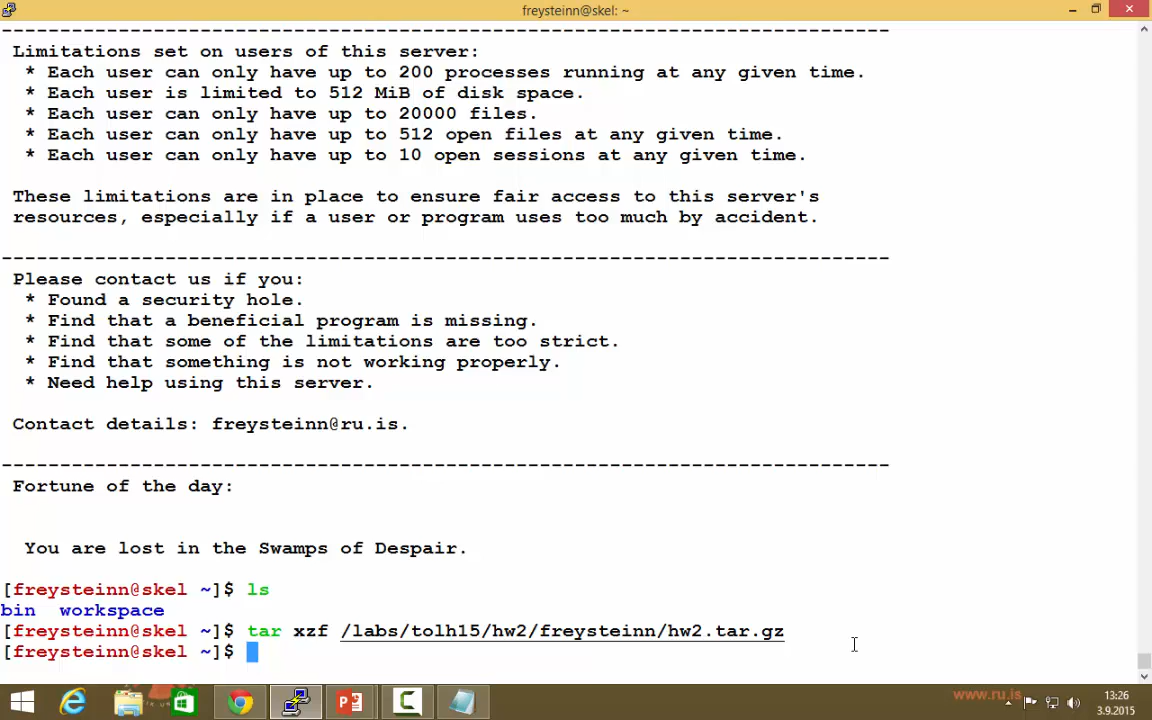 freysteinn@skel: ~
---------------------------------------------------------------------------
Limitations set on users of this server:
* Each user can only have up to 200 processes running at any given time.
* Each user is limited to 512 MiB of disk space.
* Each user can only have up to 20000 files.
* Each user can only have up to 512 open files at any given time.
* Each user can only have up to 10 open sessions at any given time.
These limitations are in place to ensure fair access to this server's
resources, especially if a user or program uses too much by accident.
---------------------------------------------------------------------------
Please contact us if you:
* Found a security hole.
* Find that a beneficial program is missing.
* Find that some of the limitations are too strict.
* Find that something is not working properly.
* Need help using this server.
Contact details: freysteinn@ru.is.
---------------------------------------------------------------------------
Fortune of the day:
You are lost in the Swamps of Despair.
[freysteinn@skel ~]$ ls
bin workspace
[freysteinn@skel ~]$ tar xzf /labs/tolh15/hw2/freysteinn/hw2.tar.gz
[freysteinn@skel ~]$
www.ru.is
13:26
3.9.2015